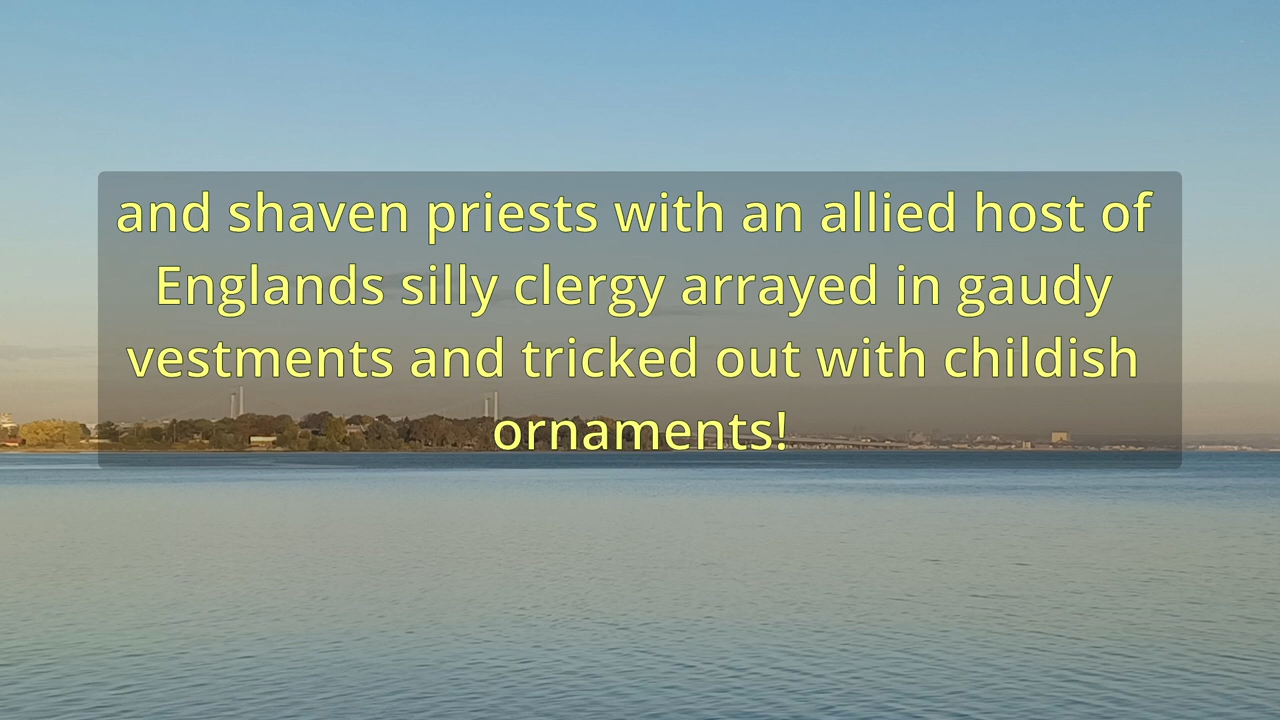 and shaven priests with an allied host of
Englands silly clergy arrayed in gaudy
vestments and tricked out with childish
ornaments!